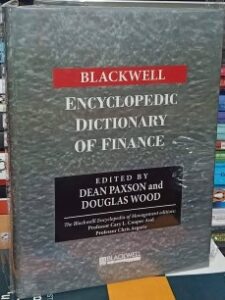 BLACKWELL
ENCYCLOPEDIC
DICTIONARY
OF FINANCE
EDITED BY
DEAN PAXSON and
DOUGLAS WOOD
The Blackwell Encyclopedia of Management editors:
Professor Cary L. Cooper And
Professor Chris Argyris
BLACKWELL